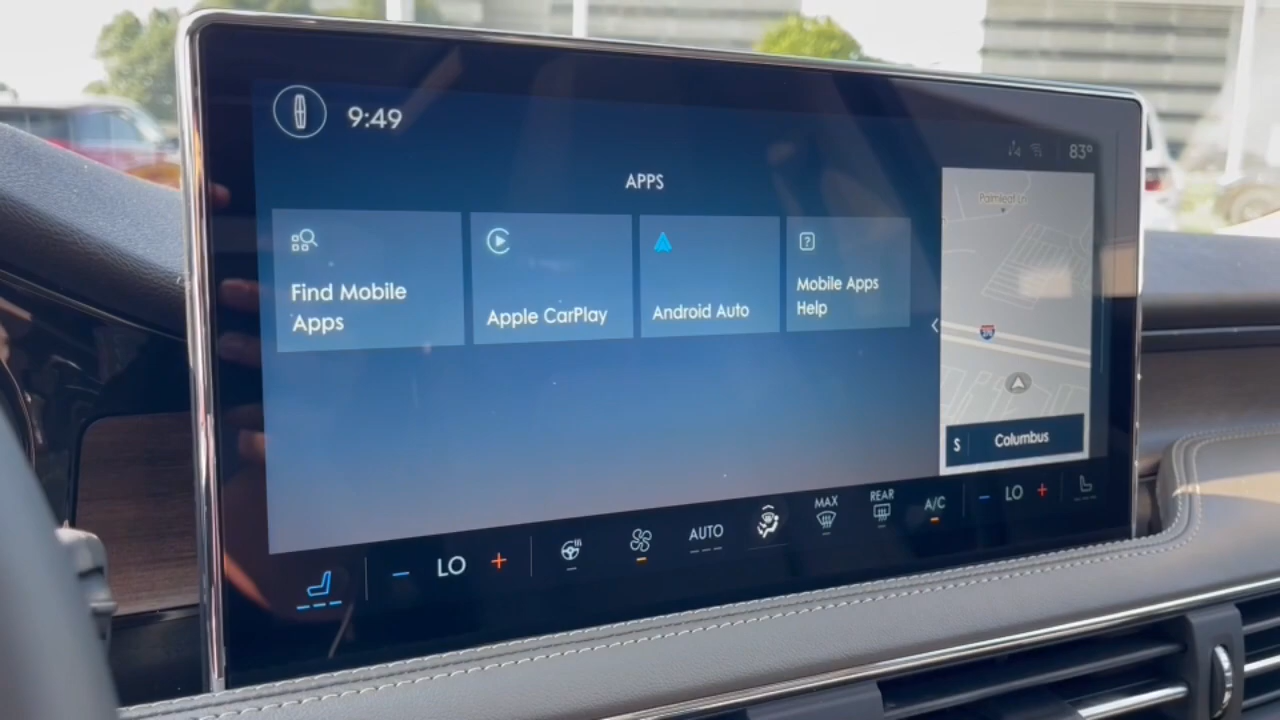 9:49
83°
APPS
Find Mobile
Apps
Apple CarPlay
Android Auto
?
Mobile Apps
Help
S
Columbus
LO
AUTO
MAX
REAR
A/C
LO